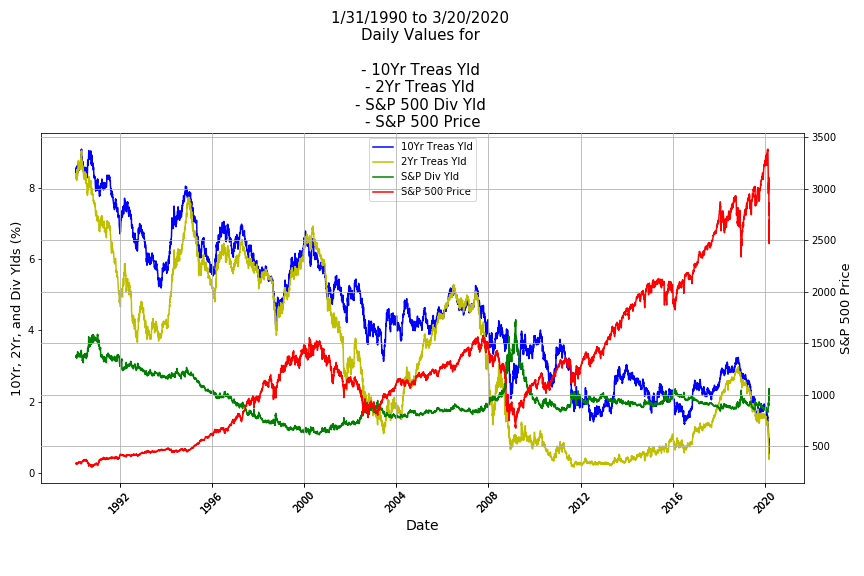 1/31/1990 to 3/20/2020
Daily Values for
- 10Yr Treas Yld
- 2Yr Treas Yld
- S&P 500 Div Yld
- S&P 500 Price
10Yr Treas Yld
2Yr Treas Yld
S&P Div Yld
S&P 500 Price
10Yr, 2Yr, and Div Ylds (%)
8
6
4
2
0
3500
3000
2500
2000
1500
1000
500
S&P 500 Price
1992
1996
2000
2004
2008
2012
2016
2020
Date